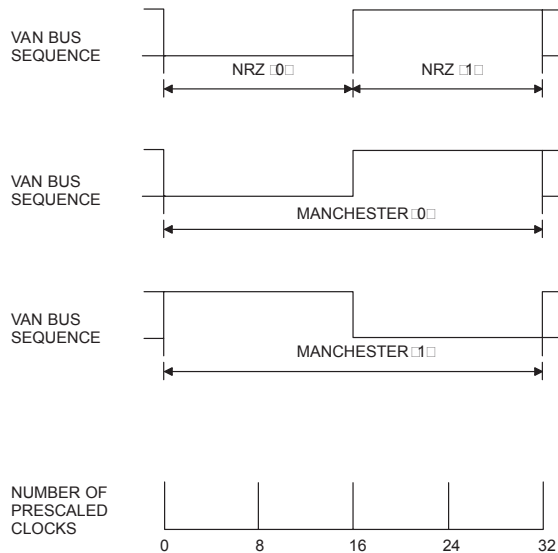 VAN BUS
SEQUENCE
NRZ □0□
NRZ □1□
VAN BUS
SEQUENCE
MANCHESTER □0□
VAN BUS
SEQUENCE
MANCHESTER □1□
NUMBER OF
PRESCALED
CLOCKS
0 8 16 24 32